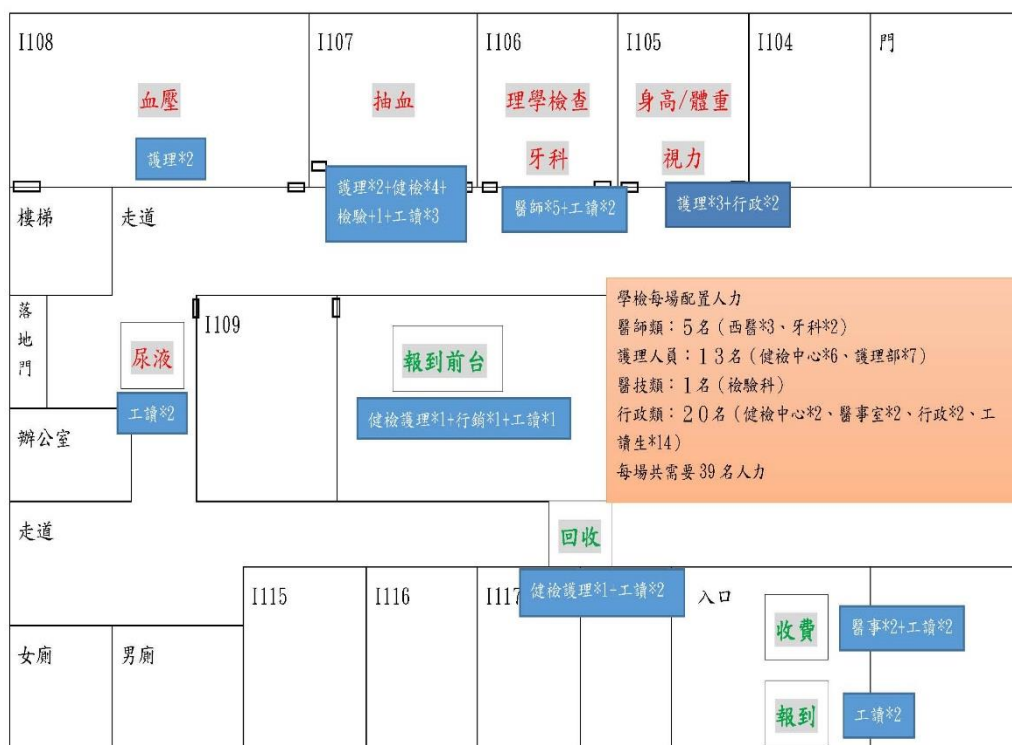 I108
I107
I106
I105
I104
門
血壓
抽血
理學檢查
身高/體重
牙科
視力
護理*2
護理*2+健檢*4+
檢驗+1+工讀*3
醫師*5+工讀*2
護理*3+行政*2
樓梯
走道
落
地
門
I109
尿液
工讀*2
報到前台
健檢護理*1+行銷*1+工讀*1
學檢每場配置人力
醫師類：5名（西醫*3、牙科*2）
護理人員：13名（健檢中心*6、護理部*7）
醫技類：1名（檢驗科）
行政類：20名（健檢中心*2、醫事室*2、行政*2、工
讀生*14）
每場共需要39名人力
辦公室
走道
回收
健檢護理*1+工讀*2
I115
I116
I117
入口
收費
醫事*2+工讀*2
女廁
男廁
報到
工讀*2